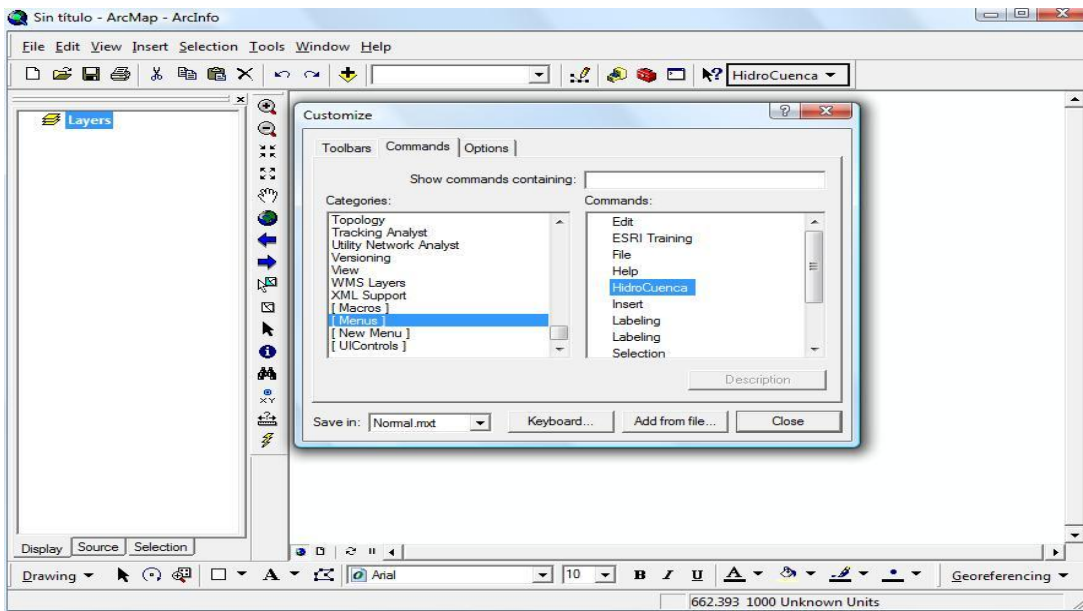 Sin título - ArcMap - ArcInfo
File Edit View Insert Selection Tools Window Help
HidroCuenca
Layers
Customize
Toolbars Commands Options
Show commands containing:
Categories:
Topology
Tracking Analyst
Utility Network Analyst
Versioning
View
WMS Layers
XML Support
[ Macros ]
[ Menus ]
[ New Menu ]
[ UIControls ]
Commands:
Edit
ESRI Training
File
Help
HidroCuenca
Insert
Labeling
Labeling
Selection
Description
Save in: Normal.mxt Keyboard... Add from file... Close
Display Source Selection
Drawing A Arial 10 B I U A Georeferencing
662.393 1000 Unknown Units